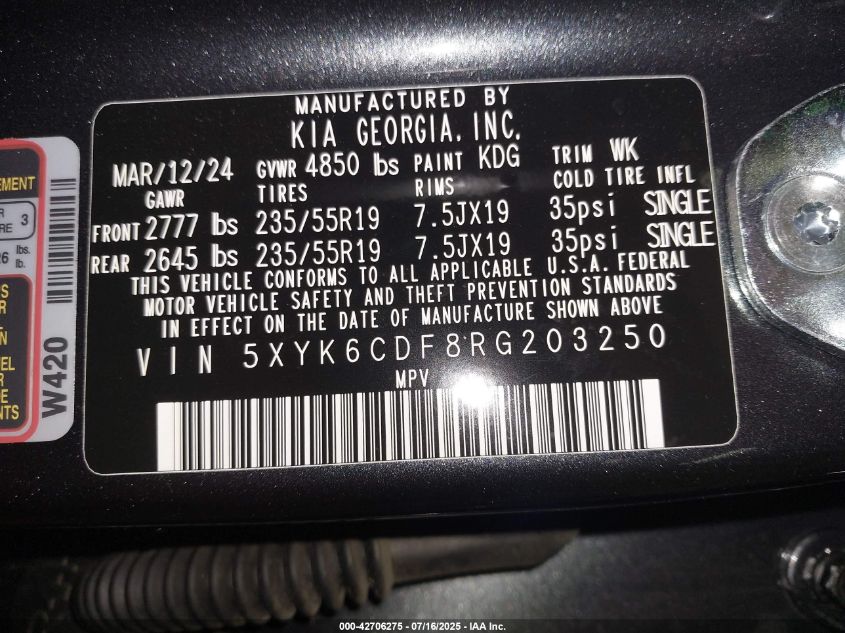 MANUFACTURED BY
KIA GEORGIA, INC.
MAR/12/24 GVWR 4850 lbs PAINT KDG TRIM WK
GAWR TIRES RIMS COLD TIRE INFL
FRONT 2777 lbs 235/55R19 7.5JX19 35psi SINGLE
REAR 2645 lbs 235/55R19 7.5JX19 35psi SINGLE
THIS VEHICLE CONFORMS TO ALL APPLICABLE U.S.A. FEDERAL
MOTOR VEHICLE SAFETY AND THEFT PREVENTION STANDARDS
IN EFFECT ON THE DATE OF MANUFACTURE SHOWN ABOVE
VIN 5XYK6CDF8RG203250
MPV
W420
3
lbs.
lb.
000-42706275 - 07/16/2025 - IAA Inc.